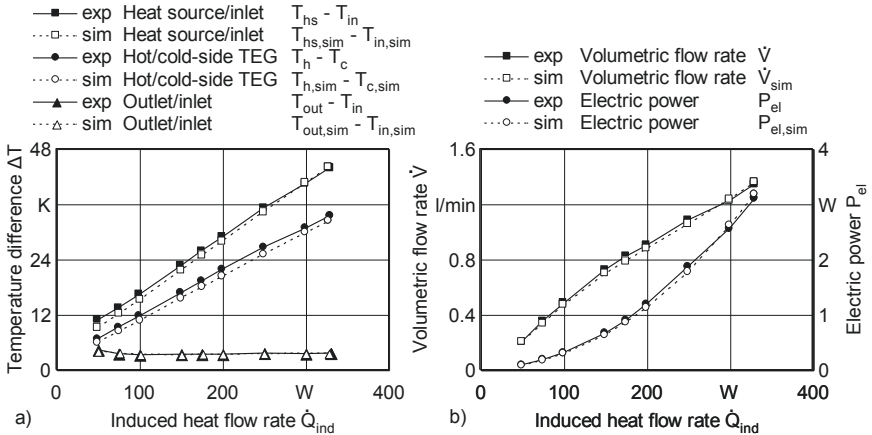 exp Heat source/inlet T_hs - T_in
sim Heat source/inlet T_hs,sim - T_in,sim
exp Hot/cold-side TEG T_h - T_c
sim Hot/cold-side TEG T_h,sim - T_c,sim
exp Outlet/inlet T_out - T_in
sim Outlet/inlet T_out,sim - T_in,sim
Temperature difference ΔT
48
K
24
12
0
0 100 200 W 400
a) Induced heat flow rate Q̇_ind
exp Volumetric flow rate V̇
sim Volumetric flow rate V̇_sim
exp Electric power P_el
sim Electric power P_el,sim
Volumetric flow rate V̇
1.6
l/min
0.8
0.4
0
0 100 200 W 400
4
W
2
1
0
Electric power P_el
b) Induced heat flow rate Q̇_ind